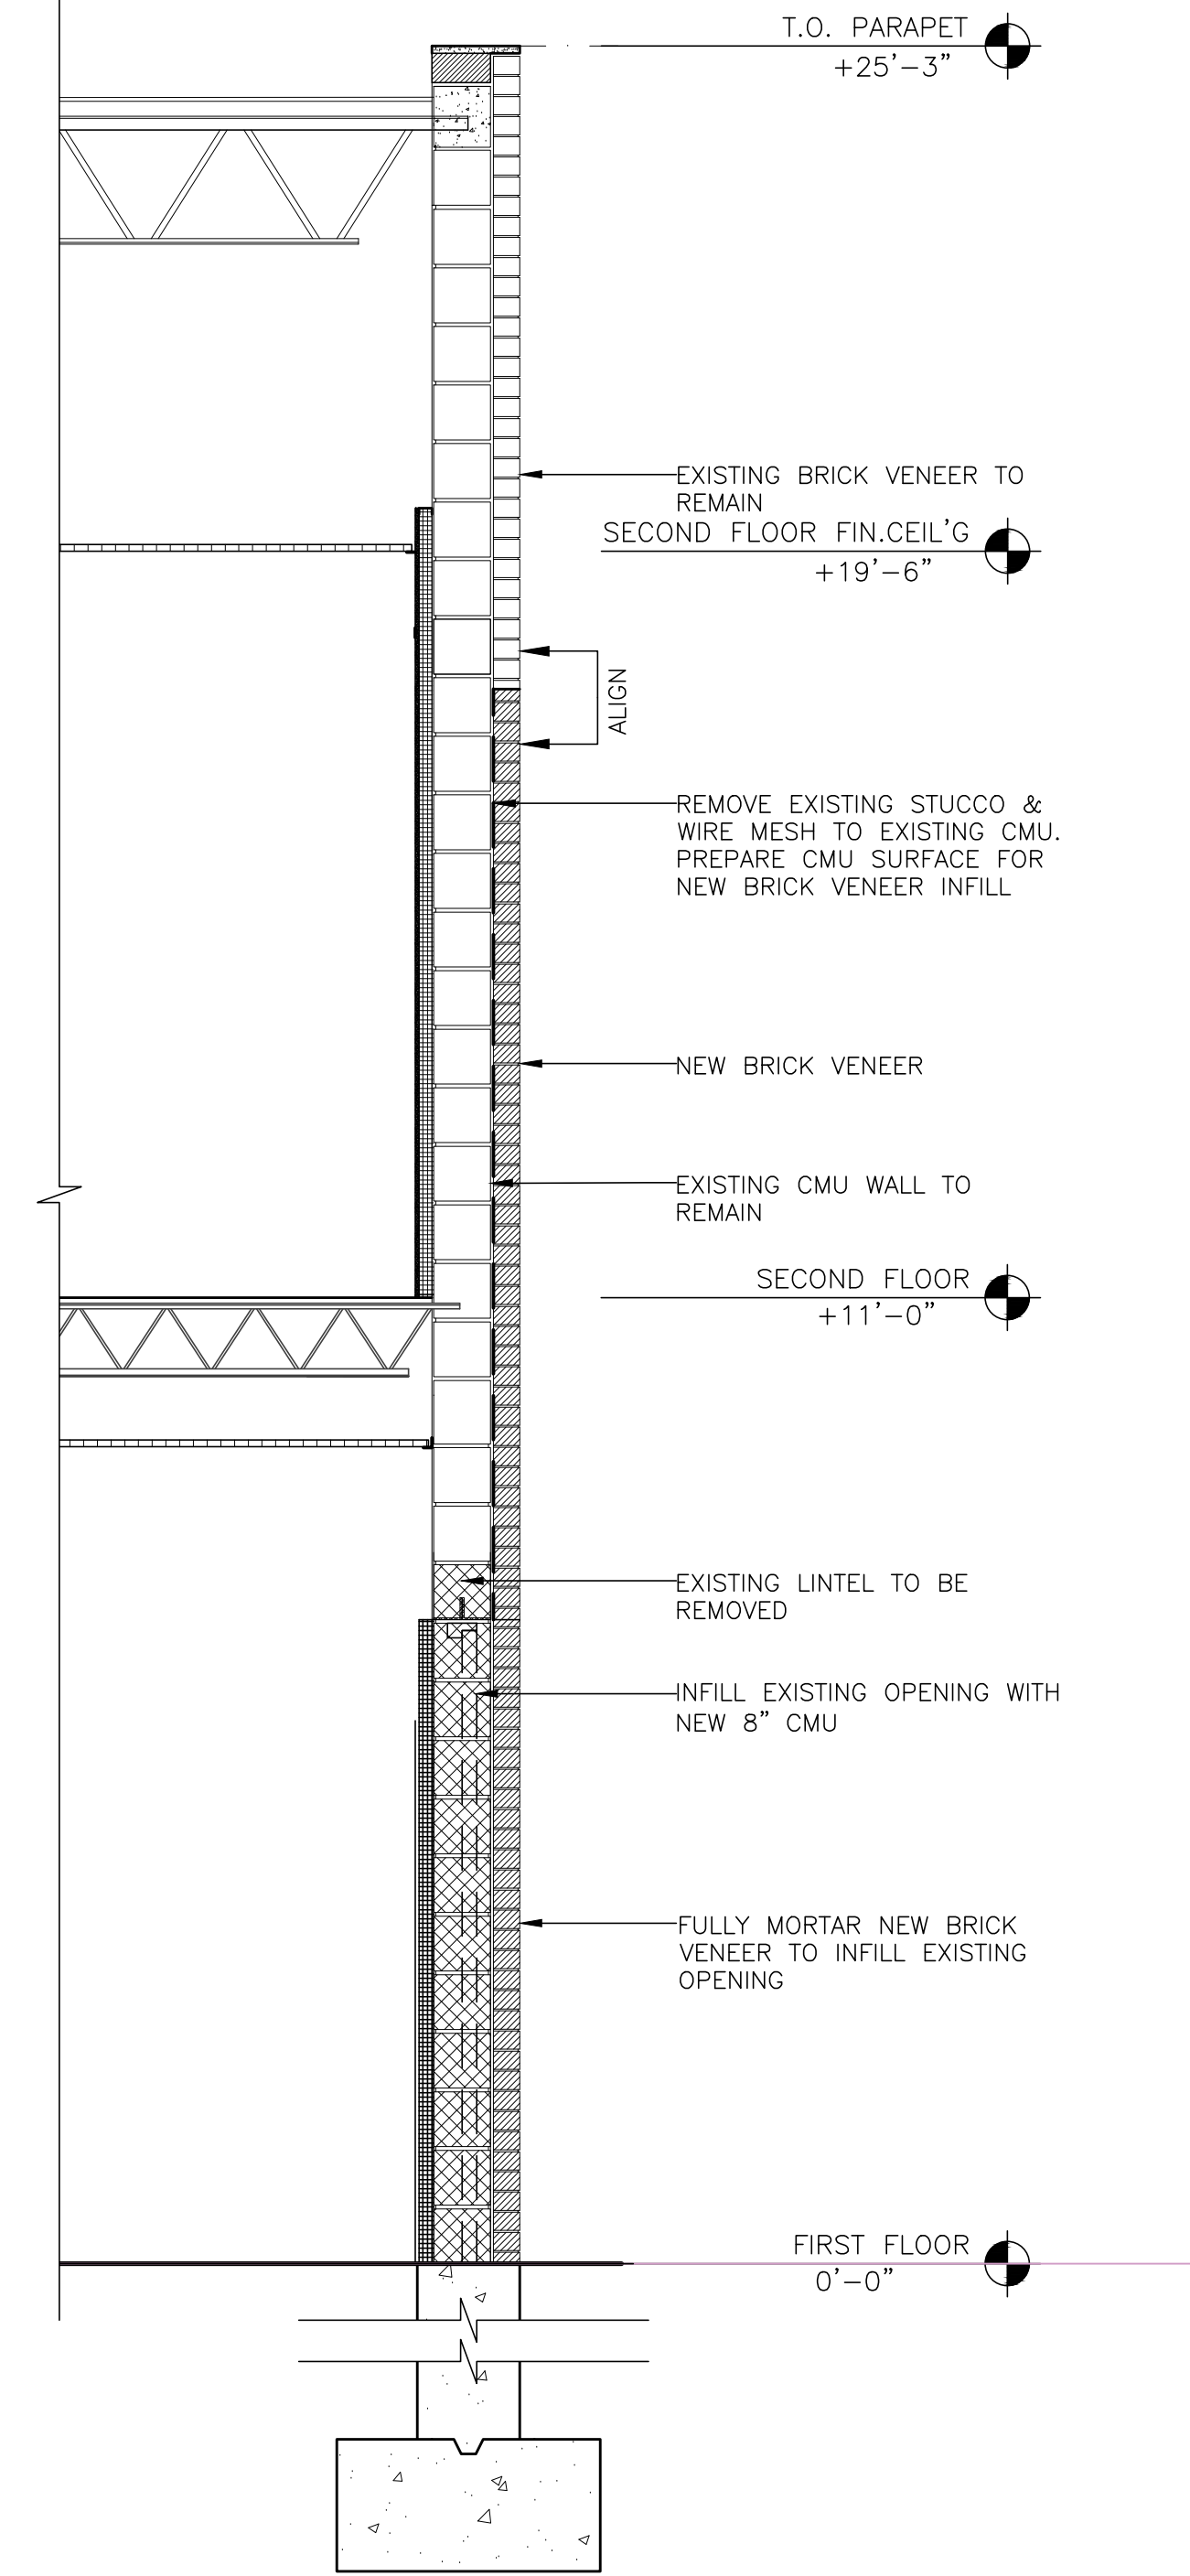 T.O. PARAPET
+25'-3"
EXISTING BRICK VENEER TO
REMAIN
SECOND FLOOR FIN.CEIL'G
+19'-6"
ALIGN
REMOVE EXISTING STUCCO &
WIRE MESH TO EXISTING CMU.
PREPARE CMU SURFACE FOR
NEW BRICK VENEER INFILL
NEW BRICK VENEER
EXISTING CMU WALL TO
REMAIN
SECOND FLOOR
+11'-0"
EXISTING LINTEL TO BE
REMOVED
INFILL EXISTING OPENING WITH
NEW 8" CMU
FULLY MORTAR NEW BRICK
VENEER TO INFILL EXISTING
OPENING
FIRST FLOOR
0'-0"